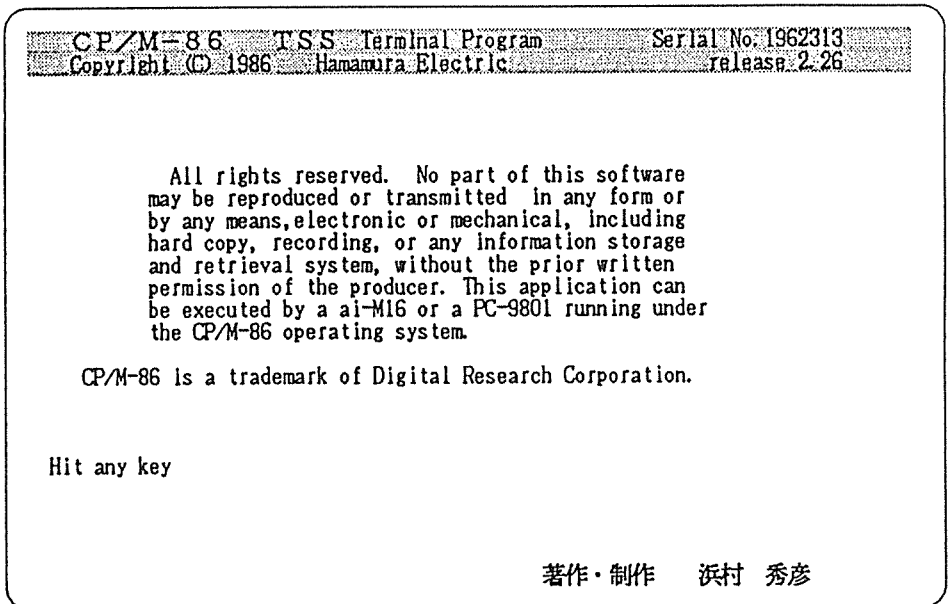 CP/M-86 TSS Terminal Program Serial No. 1962313
Copyright (C) 1986 Hamamura Electric release 2.26
All rights reserved. No part of this software
may be reproduced or transmitted in any form or
by any means,electronic or mechanical, including
hard copy, recording, or any information storage
and retrieval system, without the prior written
permission of the producer. This application can
be executed by a ai-M16 or a PC-9801 running under
the CP/M-86 operating system.
CP/M-86 is a trademark of Digital Research Corporation.
Hit any key
著作・制作 浜村 秀彦